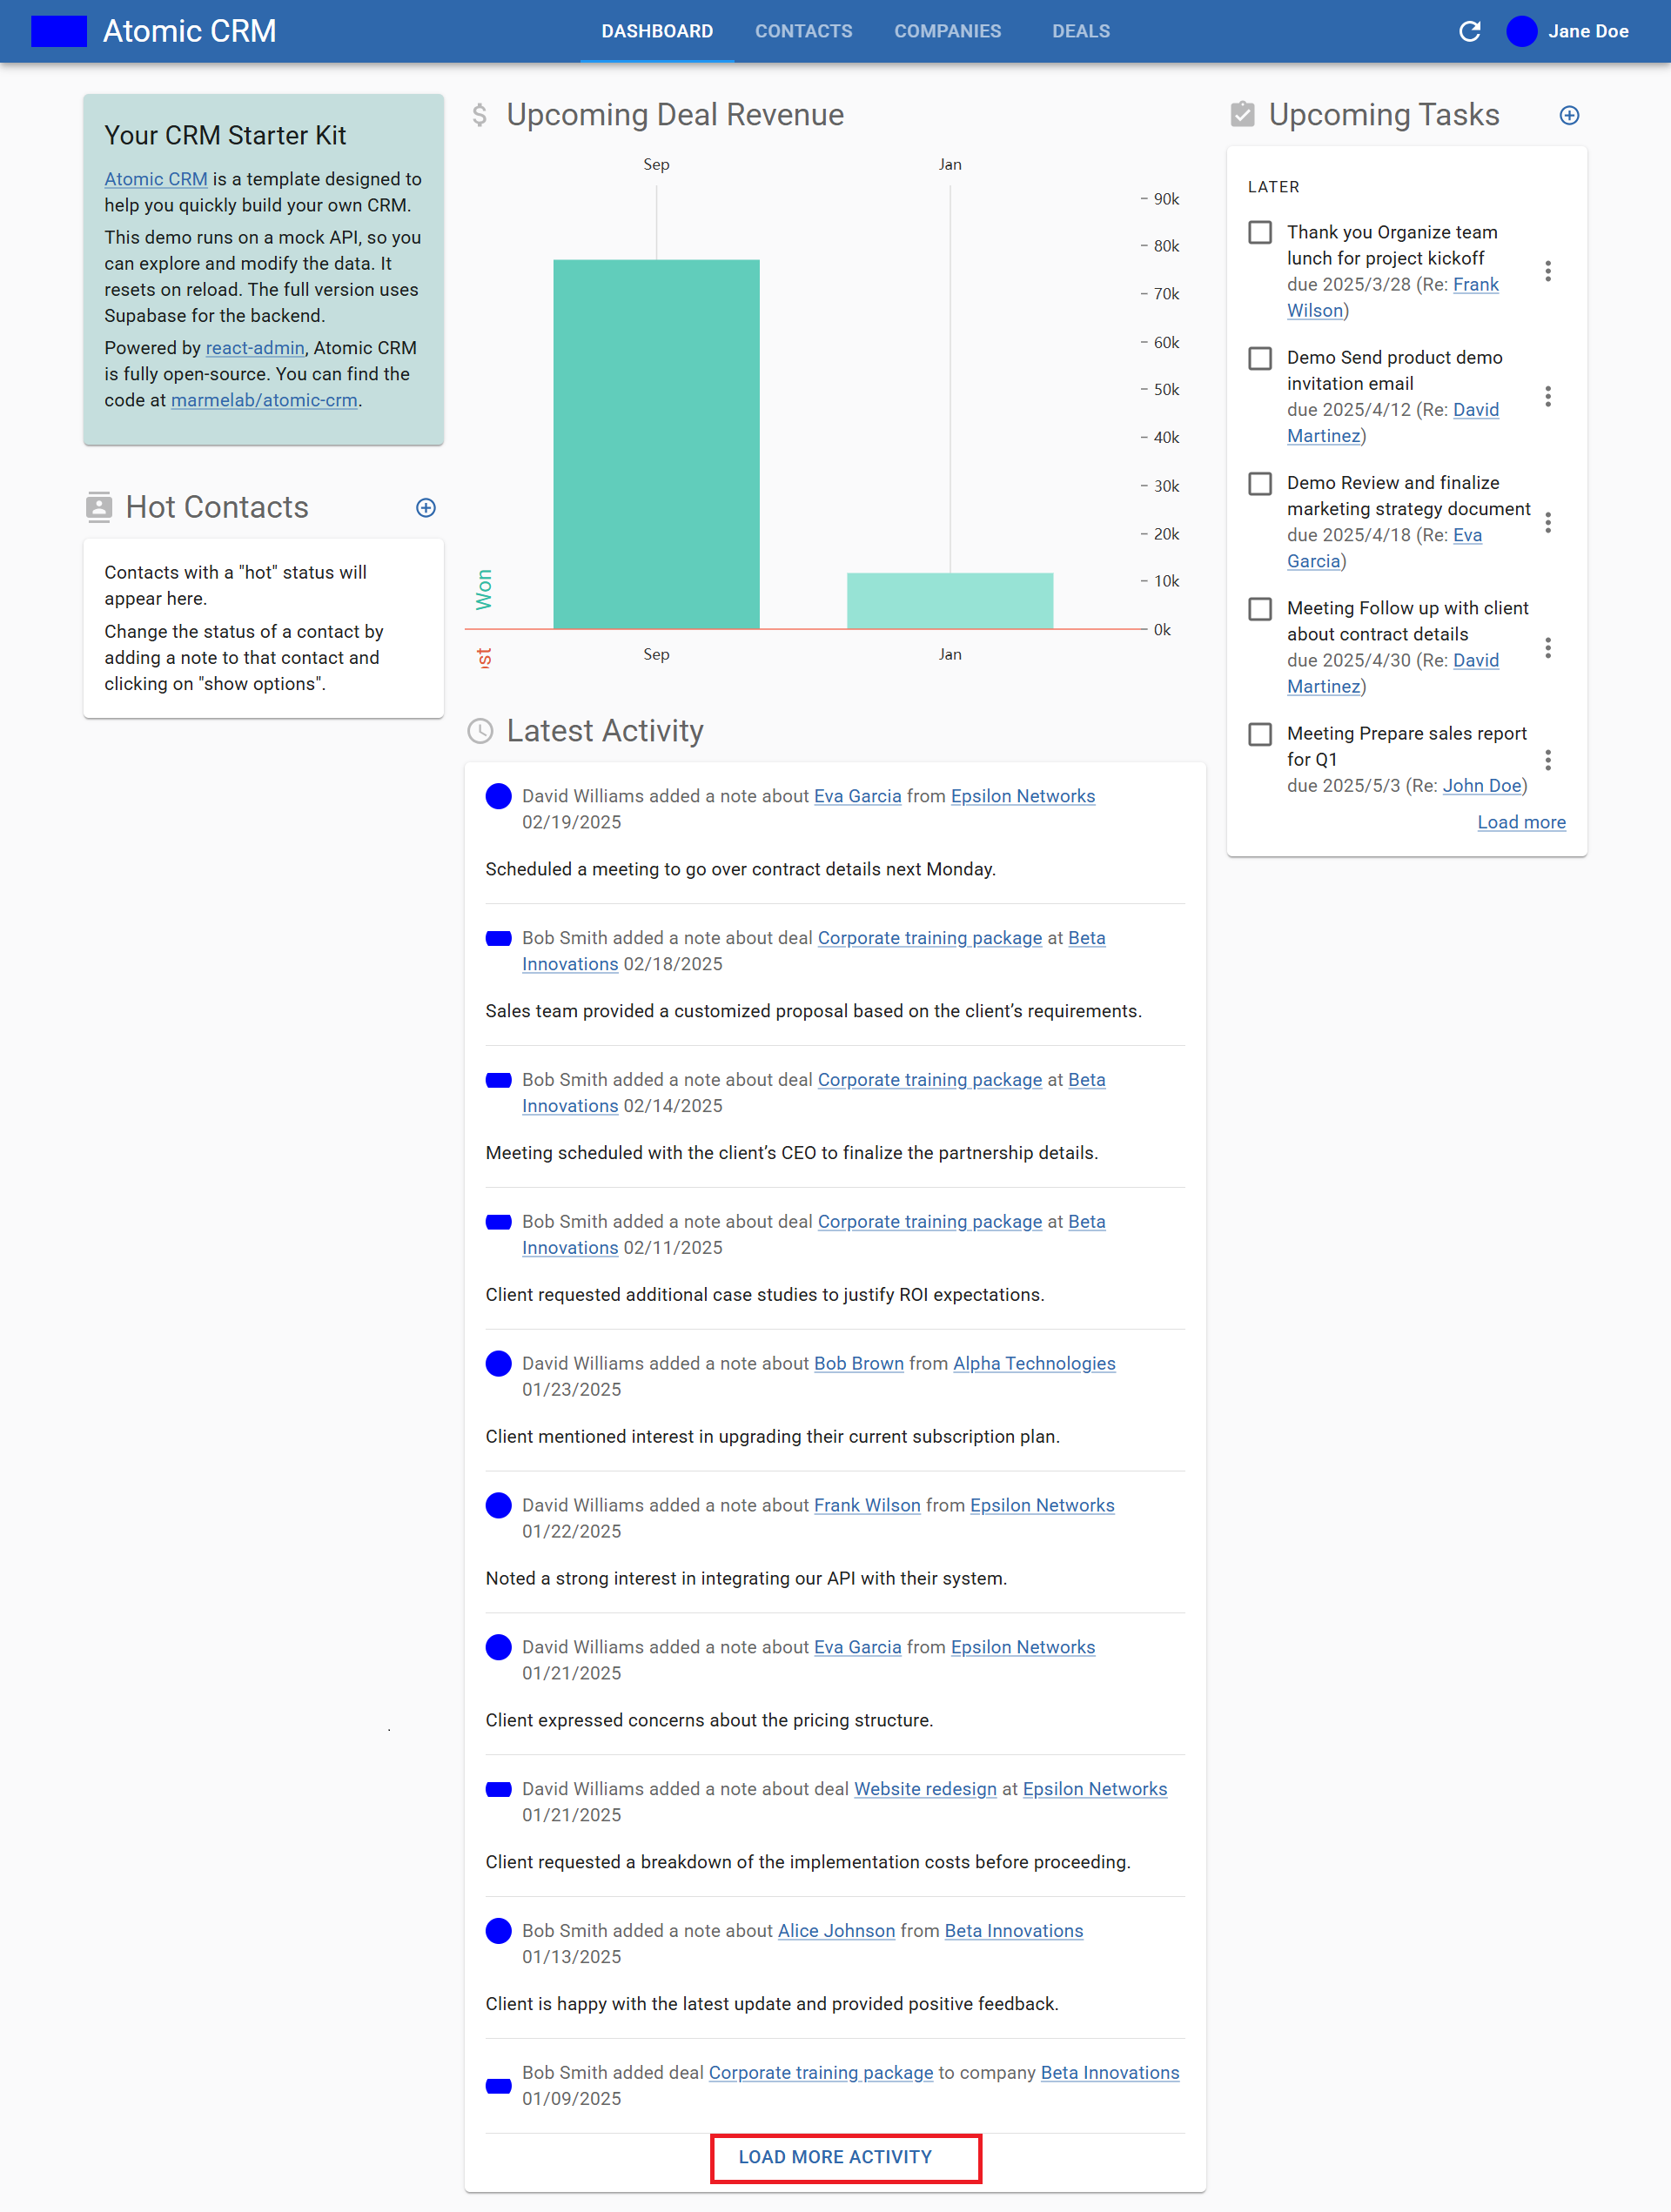 Atomic CRM
DASHBOARD
CONTACTS
COMPANIES
DEALS
Jane Doe
Your CRM Starter Kit
Atomic CRM is a template designed to
help you quickly build your own CRM.
This demo runs on a mock API, so you
can explore and modify the data. It
resets on reload. The full version uses
Supabase for the backend.
Powered by react-admin, Atomic CRM
is fully open-source. You can find the
code at marmelab/atomic-crm.
Hot Contacts
Contacts with a "hot" status will
appear here.
Change the status of a contact by
adding a note to that contact and
clicking on "show options".
Upcoming Deal Revenue
Sep
Jan
90k
80k
70k
60k
50k
40k
30k
20k
10k
0k
Won
ost
Sep
Jan
Latest Activity
David Williams added a note about Eva Garcia from Epsilon Networks
02/19/2025
Scheduled a meeting to go over contract details next Monday.
Bob Smith added a note about deal Corporate training package at Beta
Innovations 02/18/2025
Sales team provided a customized proposal based on the client’s requirements.
Bob Smith added a note about deal Corporate training package at Beta
Innovations 02/14/2025
Meeting scheduled with the client’s CEO to finalize the partnership details.
Bob Smith added a note about deal Corporate training package at Beta
Innovations 02/11/2025
Client requested additional case studies to justify ROI expectations.
David Williams added a note about Bob Brown from Alpha Technologies
01/23/2025
Client mentioned interest in upgrading their current subscription plan.
David Williams added a note about Frank Wilson from Epsilon Networks
01/22/2025
Noted a strong interest in integrating our API with their system.
David Williams added a note about Eva Garcia from Epsilon Networks
01/21/2025
Client expressed concerns about the pricing structure.
David Williams added a note about deal Website redesign at Epsilon Networks
01/21/2025
Client requested a breakdown of the implementation costs before proceeding.
Bob Smith added a note about Alice Johnson from Beta Innovations
01/13/2025
Client is happy with the latest update and provided positive feedback.
Bob Smith added deal Corporate training package to company Beta Innovations
01/09/2025
LOAD MORE ACTIVITY
Upcoming Tasks
LATER
Thank you Organize team
lunch for project kickoff
due 2025/3/28 (Re: Frank
Wilson)
Demo Send product demo
invitation email
due 2025/4/12 (Re: David
Martinez)
Demo Review and finalize
marketing strategy document
due 2025/4/18 (Re: Eva
Garcia)
Meeting Follow up with client
about contract details
due 2025/4/30 (Re: David
Martinez)
Meeting Prepare sales report
for Q1
due 2025/5/3 (Re: John Doe)
Load more